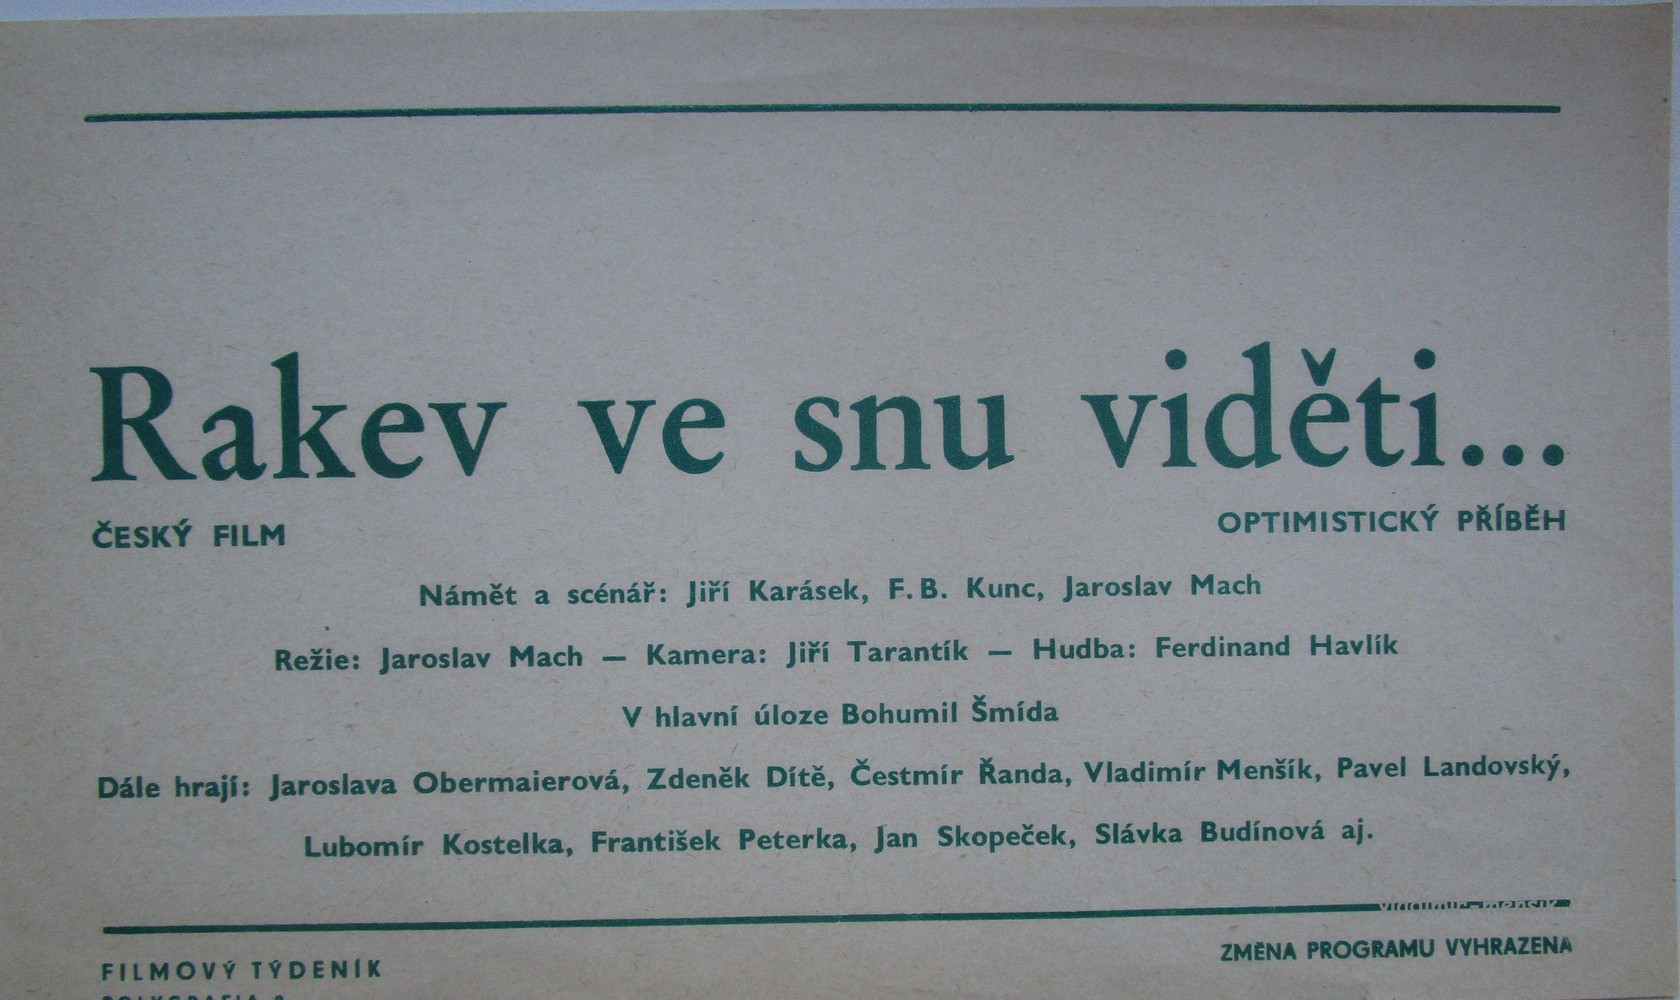 Rakev ve snu viděti...
ČESKÝ FILM
OPTIMISTICKÝ PŘÍBĚH
Námět a scénář: Jiří Karásek, F. B. Kunc, Jaroslav Mach
Režie: Jaroslav Mach — Kamera: Jiří Tarantík — Hudba: Ferdinand Havlík
V hlavní úloze Bohumil Šmída
Dále hrají: Jaroslava Obermaierová, Zdeněk Dítě, Čestmír Řanda, Vladimír Menšík, Pavel Landovský,
Lubomír Kostelka, František Peterka, Jan Skopeček, Slávka Budínová aj.
vladimir-mensik
FILMOVÝ TÝDENÍK
ZMĚNA PROGRAMU VYHRAZENA